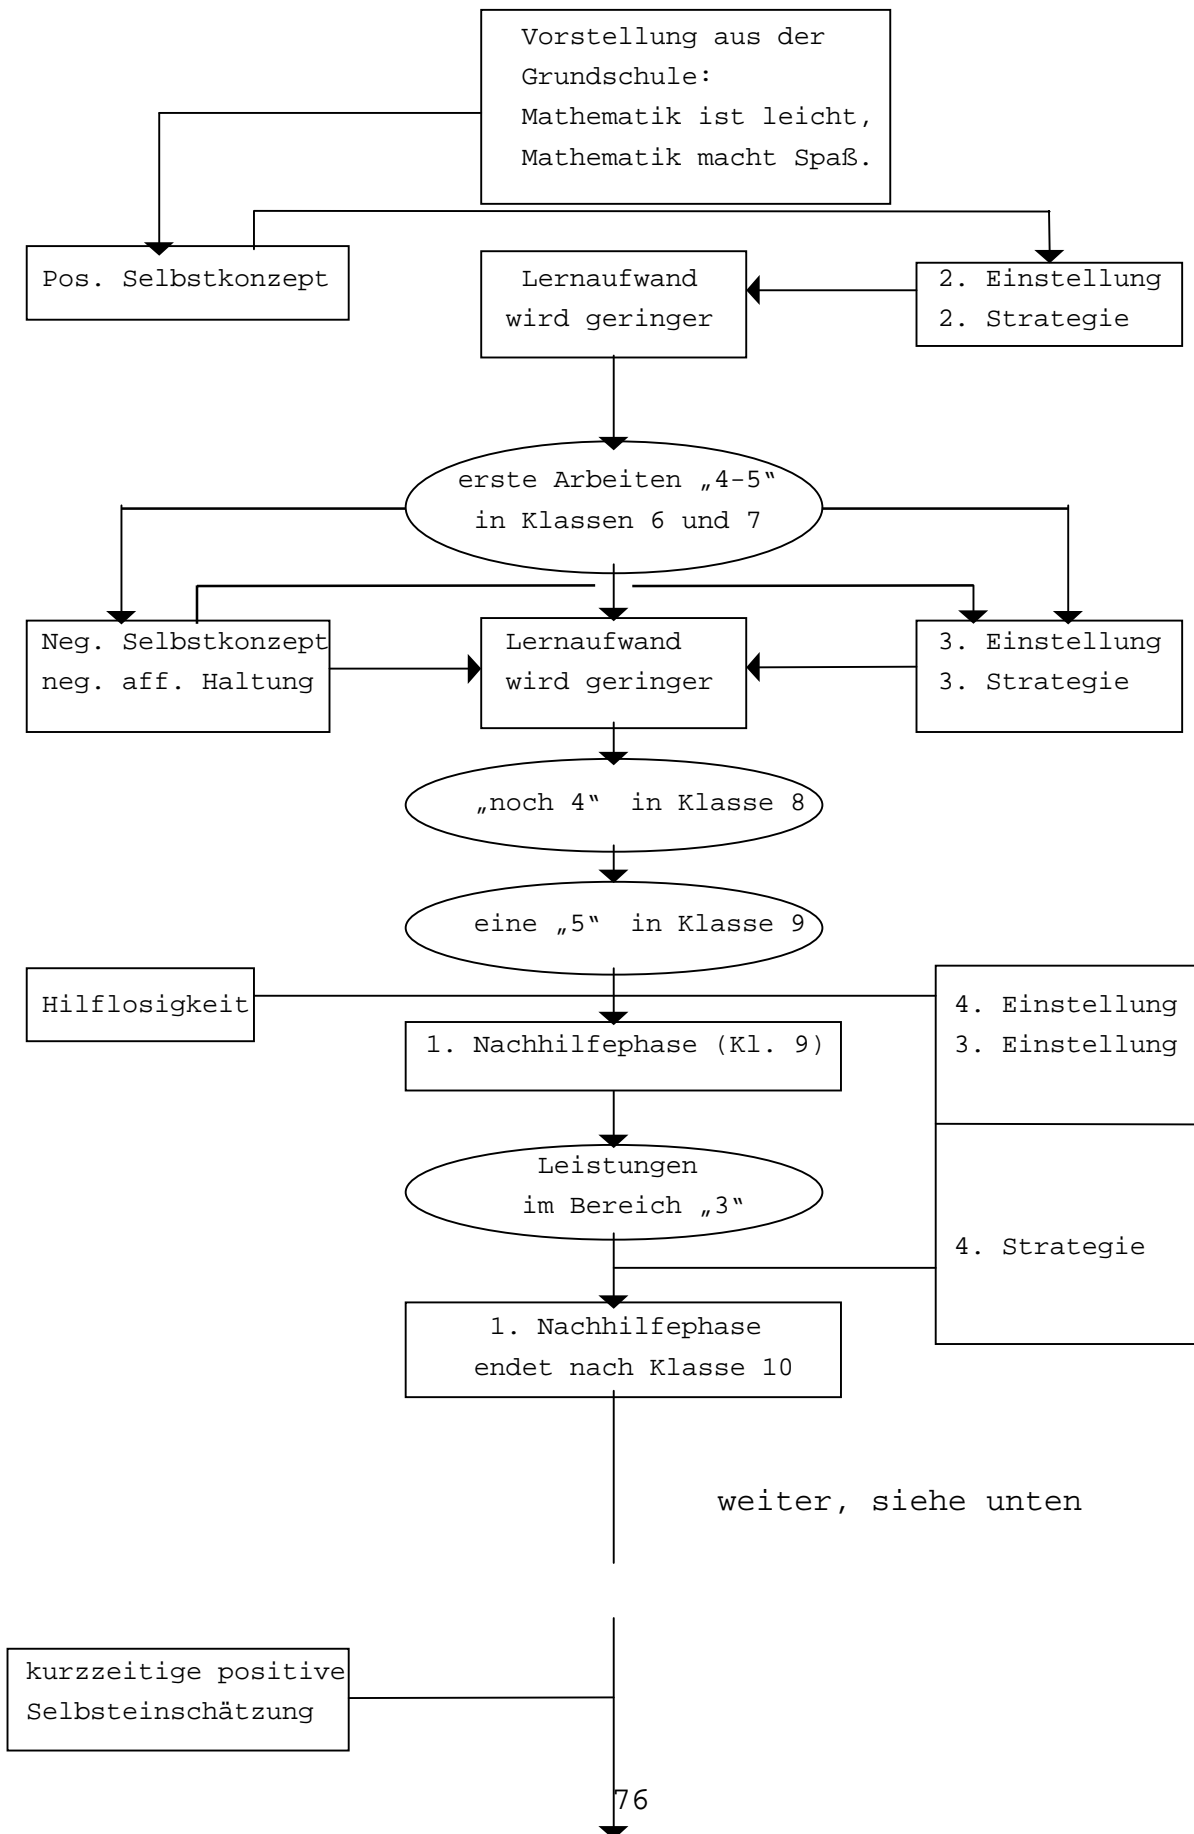 Vorstellung aus der
Grundschule:
Mathematik ist leicht,
Mathematik macht Spaß.
Pos. Selbstkonzept
Lernaufwand
wird geringer
2. Einstellung
2. Strategie
erste Arbeiten „4-5“
in Klassen 6 und 7
Neg. Selbstkonzept
neg. aff. Haltung
Lernaufwand
wird geringer
3. Einstellung
3. Strategie
„noch 4“ in Klasse 8
eine „5“ in Klasse 9
Hilflosigkeit
4. Einstellung
3. Einstellung
1. Nachhilfephase (Kl. 9)
Leistungen
im Bereich „3“
4. Strategie
1. Nachhilfephase
endet nach Klasse 10
weiter, siehe unten
kurzzeitige positive
Selbsteinschätzung
76